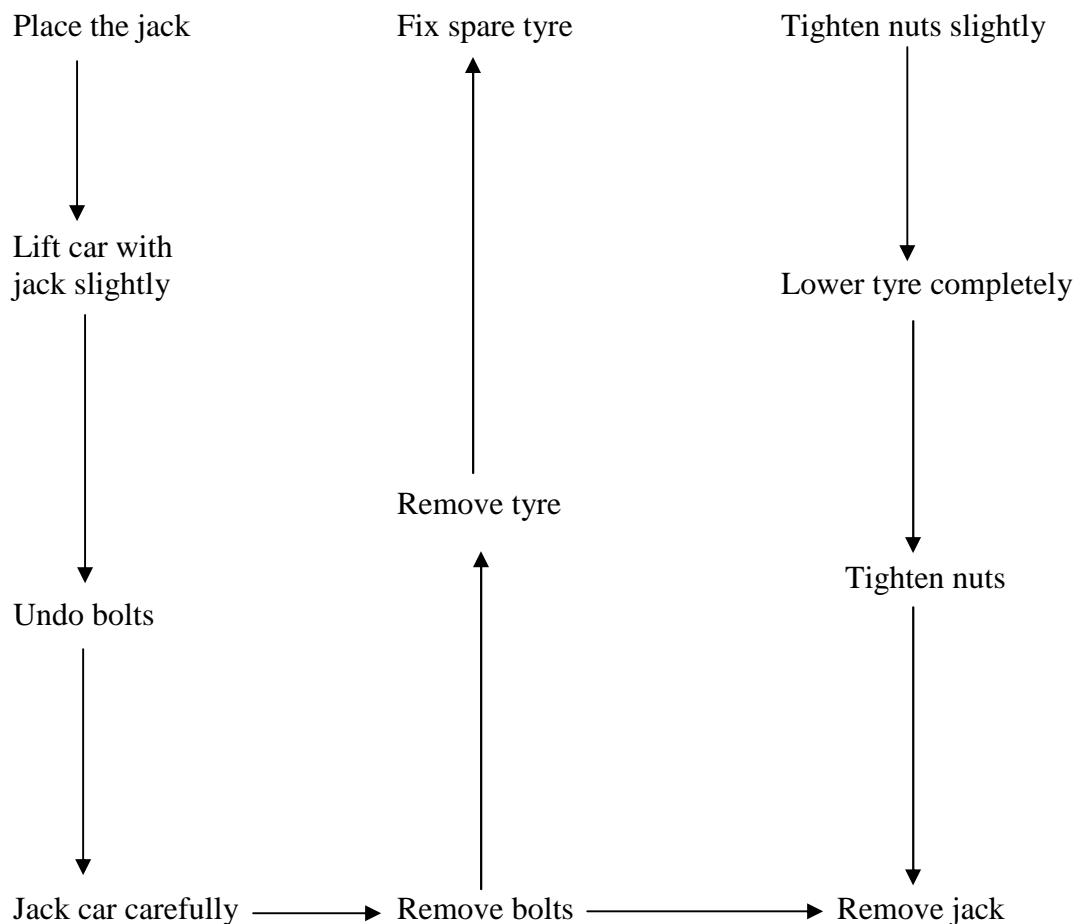 Place the jack
Fix spare tyre
Tighten nuts slightly
Lift car with
jack slightly
Lower tyre completely
Remove tyre
Tighten nuts
Undo bolts
Jack car carefully
Remove bolts
Remove jack